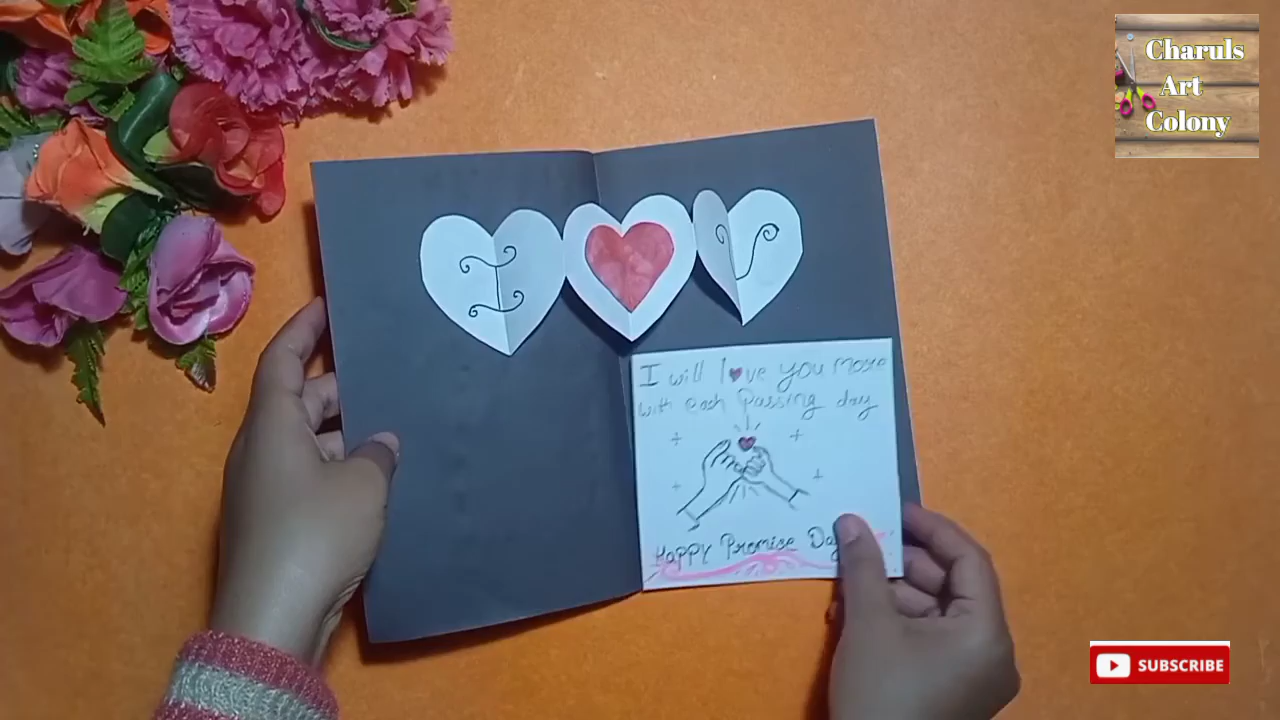 Charuls
Art
Colony
I
I will love you more
with each passing day
Happy Promise Day
SUBSCRIBE